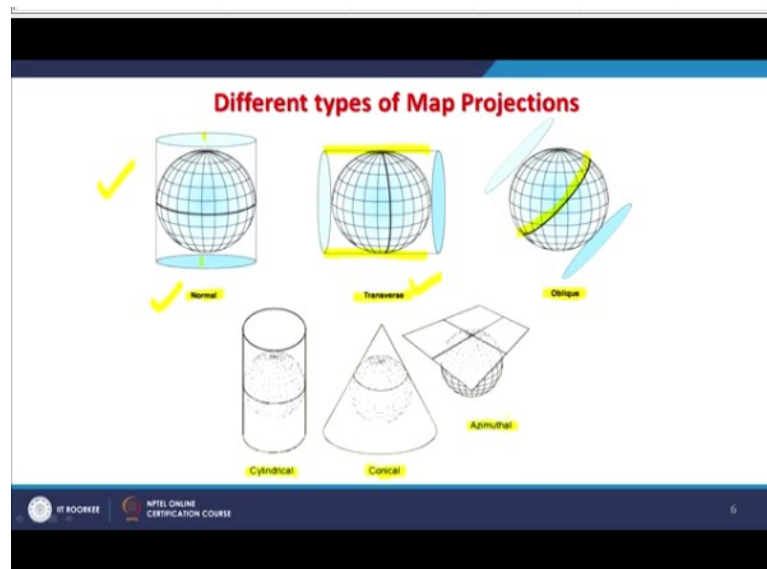 Different types of Map Projections
Normal
Transverse
Oblique
Cylindrical
Conical
Azimuthal
IIT ROORKEE
NPTEL ONLINE
CERTIFICATION COURSE
6